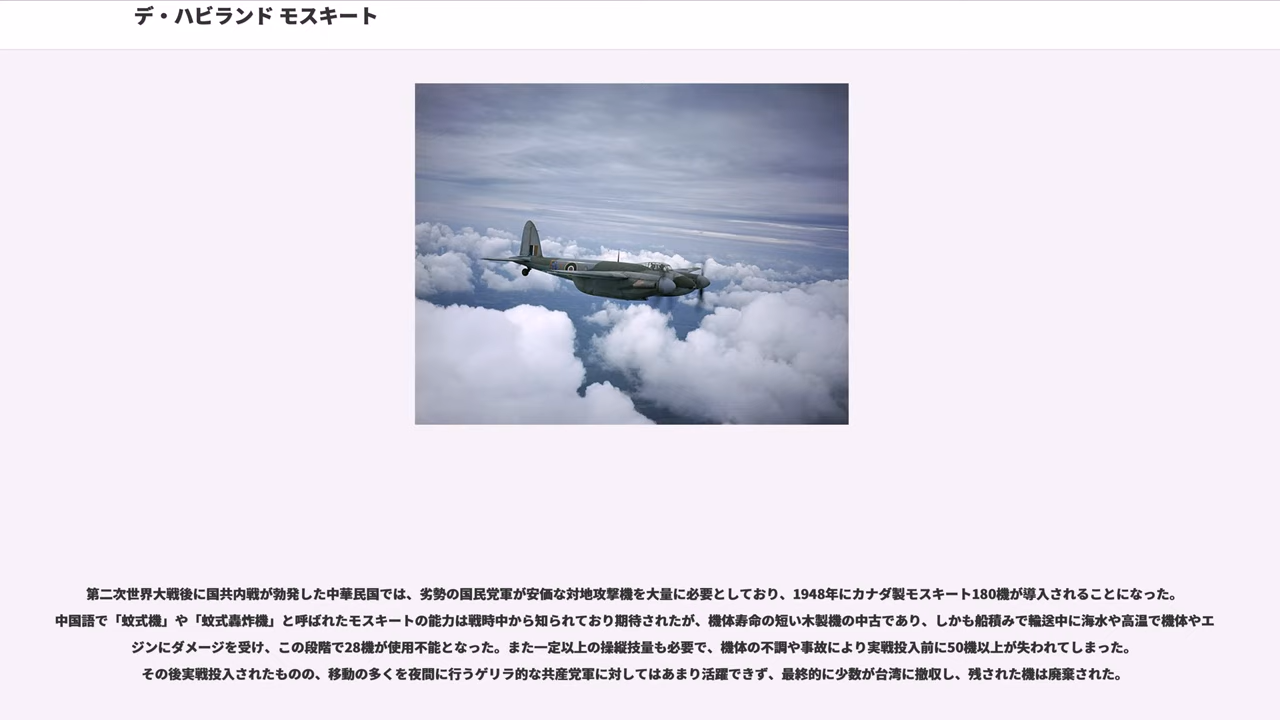 デ・ハビランド モスキート
第二次世界大戦後に国共内戦が勃発した中華民国では、劣勢の国民党軍が安価な対地攻撃機を大量に必要としており、1948年にカナダ製モスキート180機が導入されることになった。
中国語で「蚊式機」や「蚊式轟炸機」と呼ばれたモスキートの能力は戦時中から知られており期待されたが、機体寿命の短い木製機の中古であり、しかも船積みで輸送中に海水や高温で機体やエ
ジンにダメージを受け、この段階で28機が使用不能となった。また一定以上の操縦技量も必要で、機体の不調や事故により実戦投入前に50機以上が失われてしまった。
その後実戦投入されたものの、移動の多くを夜間に行うゲリラ的な共産党軍に対してはあまり活躍できず、最終的に少数が台湾に撤収し、残された機は廃棄された。